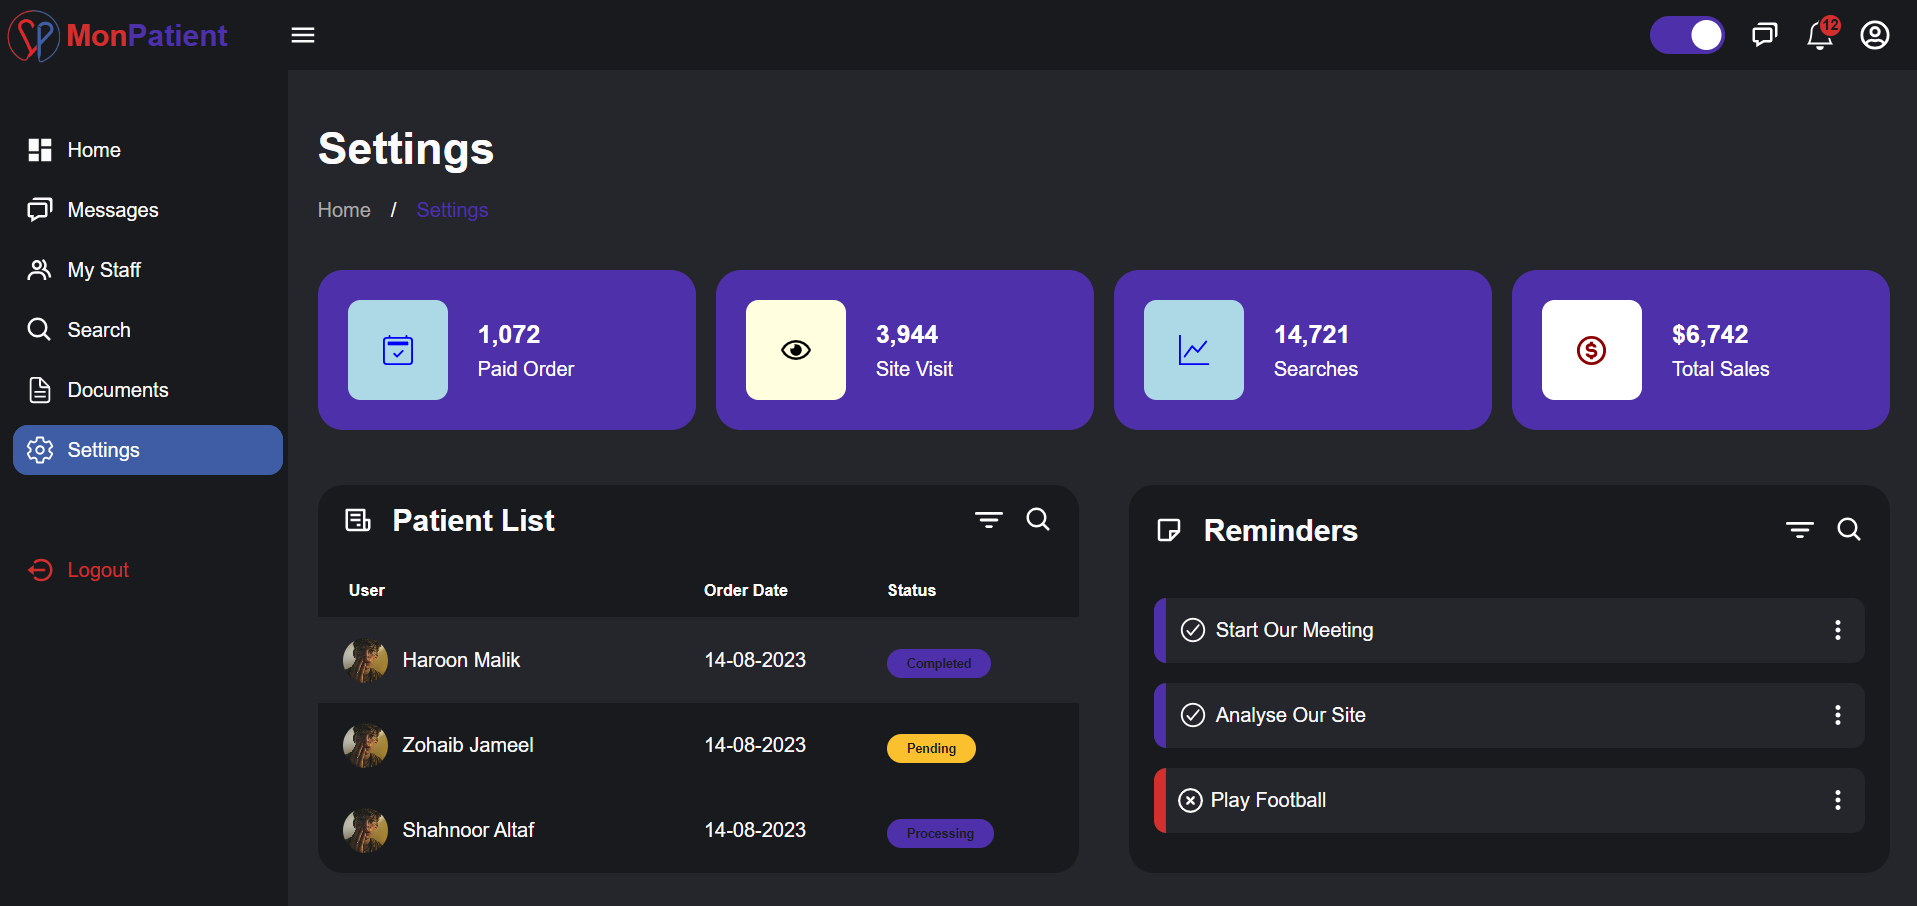 MonPatient
12
Home
Messages
My Staff
Search
Documents
Settings
Logout
Settings
Home / Settings
1,072
Paid Order
3,944
Site Visit
14,721
Searches
$6,742
Total Sales
Patient List
User Order Date Status
Haroon Malik 14-08-2023 Completed
Zohaib Jameel 14-08-2023 Pending
Shahnoor Altaf 14-08-2023 Processing
Reminders
Start Our Meeting
Analyse Our Site
Play Football